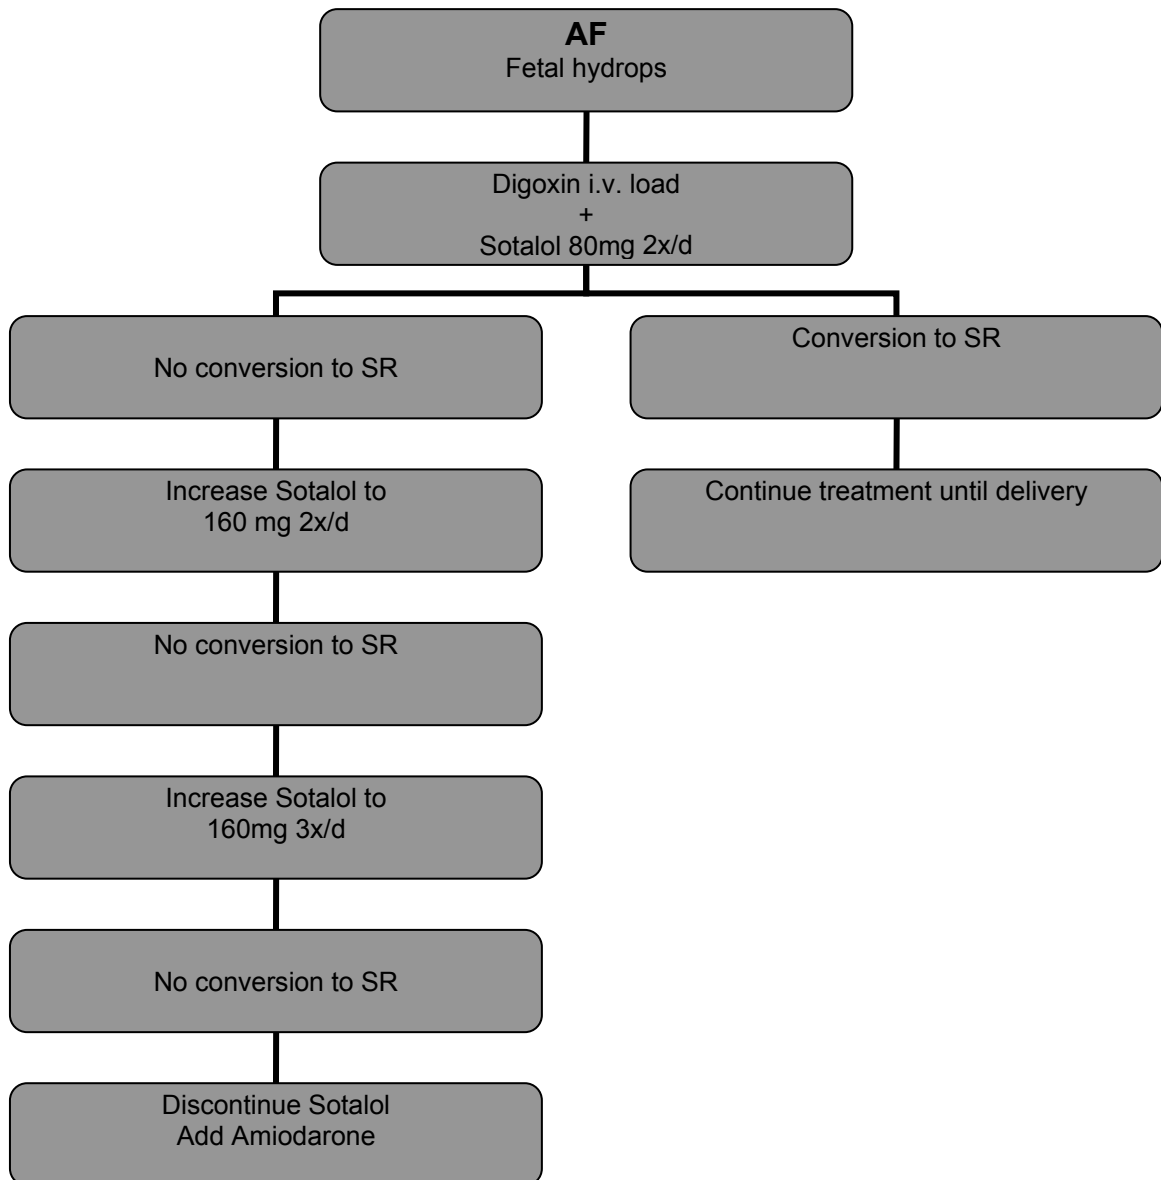 AF
Fetal hydrops
Digoxin i.v. load
+
Sotalol 80mg 2x/d
No conversion to SR
Conversion to SR
Increase Sotalol to
160 mg 2x/d
Continue treatment until delivery
No conversion to SR
Increase Sotalol to
160mg 3x/d
No conversion to SR
Discontinue Sotalol
Add Amiodarone